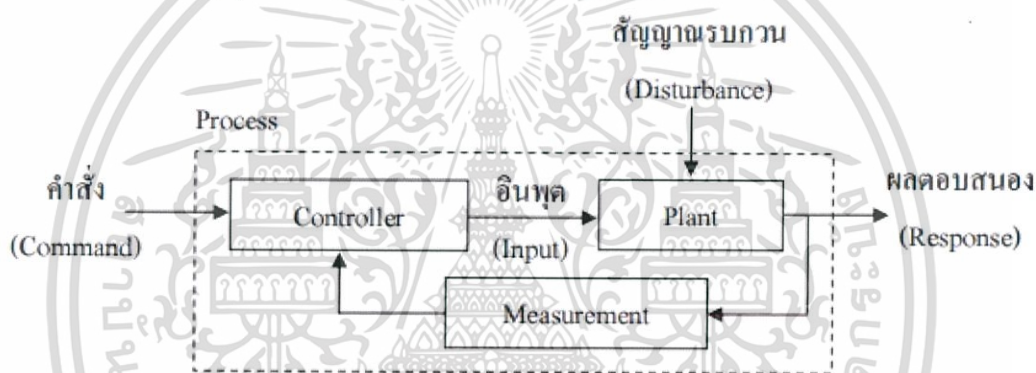 สัญญาณรบกวน
(Disturbance)
Process
คำสั่ง
(Command)
Controller
อินพุต
(Input)
Plant
ผลตอบสนอง
(Response)
Measurement